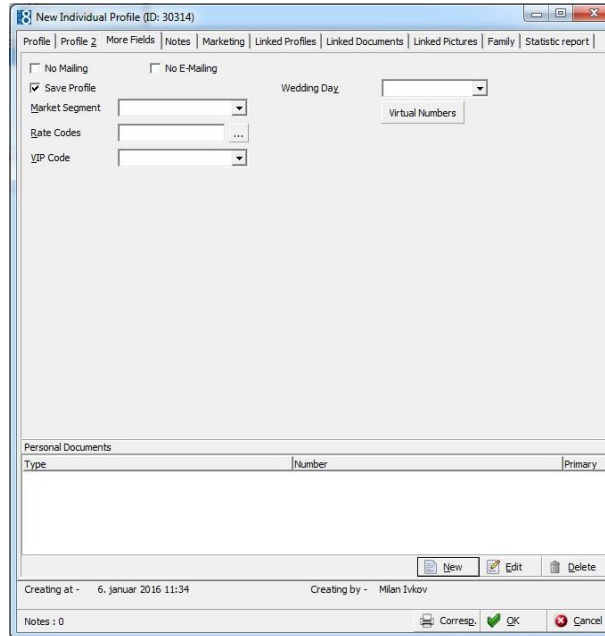 New Individual Profile (ID: 30314)
Profile Profile 2 More Fields Notes Marketing Linked Profiles Linked Documents Linked Pictures Family Statistic report
No Mailing No E-Mailing
Save Profile Wedding Day
Market Segment Virtual Numbers
Rate Codes ...
VIP Code
Personal Documents
Type Number Primary
New Edit Delete
Creating at - 6. januar 2016 11:34 Creating by - Milan Ivkov
Notes : 0 Corresp. OK Cancel